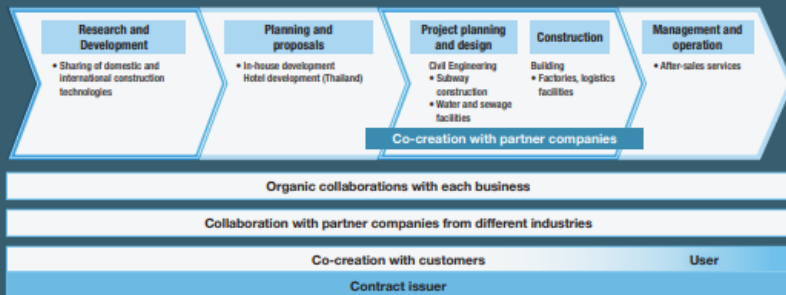 Research and
Development
• Sharing of domestic and
international construction
technologies
Planning and
proposals
• In-house development
Hotel development (Thailand)
Project planning
and design
Construction
Civil Engineering
• Subway
construction
• Water and sewage
facilities
Building
• Factories, logistics
facilities
Management and
operation
• After-sales services
Co-creation with partner companies
Organic collaborations with each business
Collaboration with partner companies from different industries
Co-creation with customers
User
Contract issuer